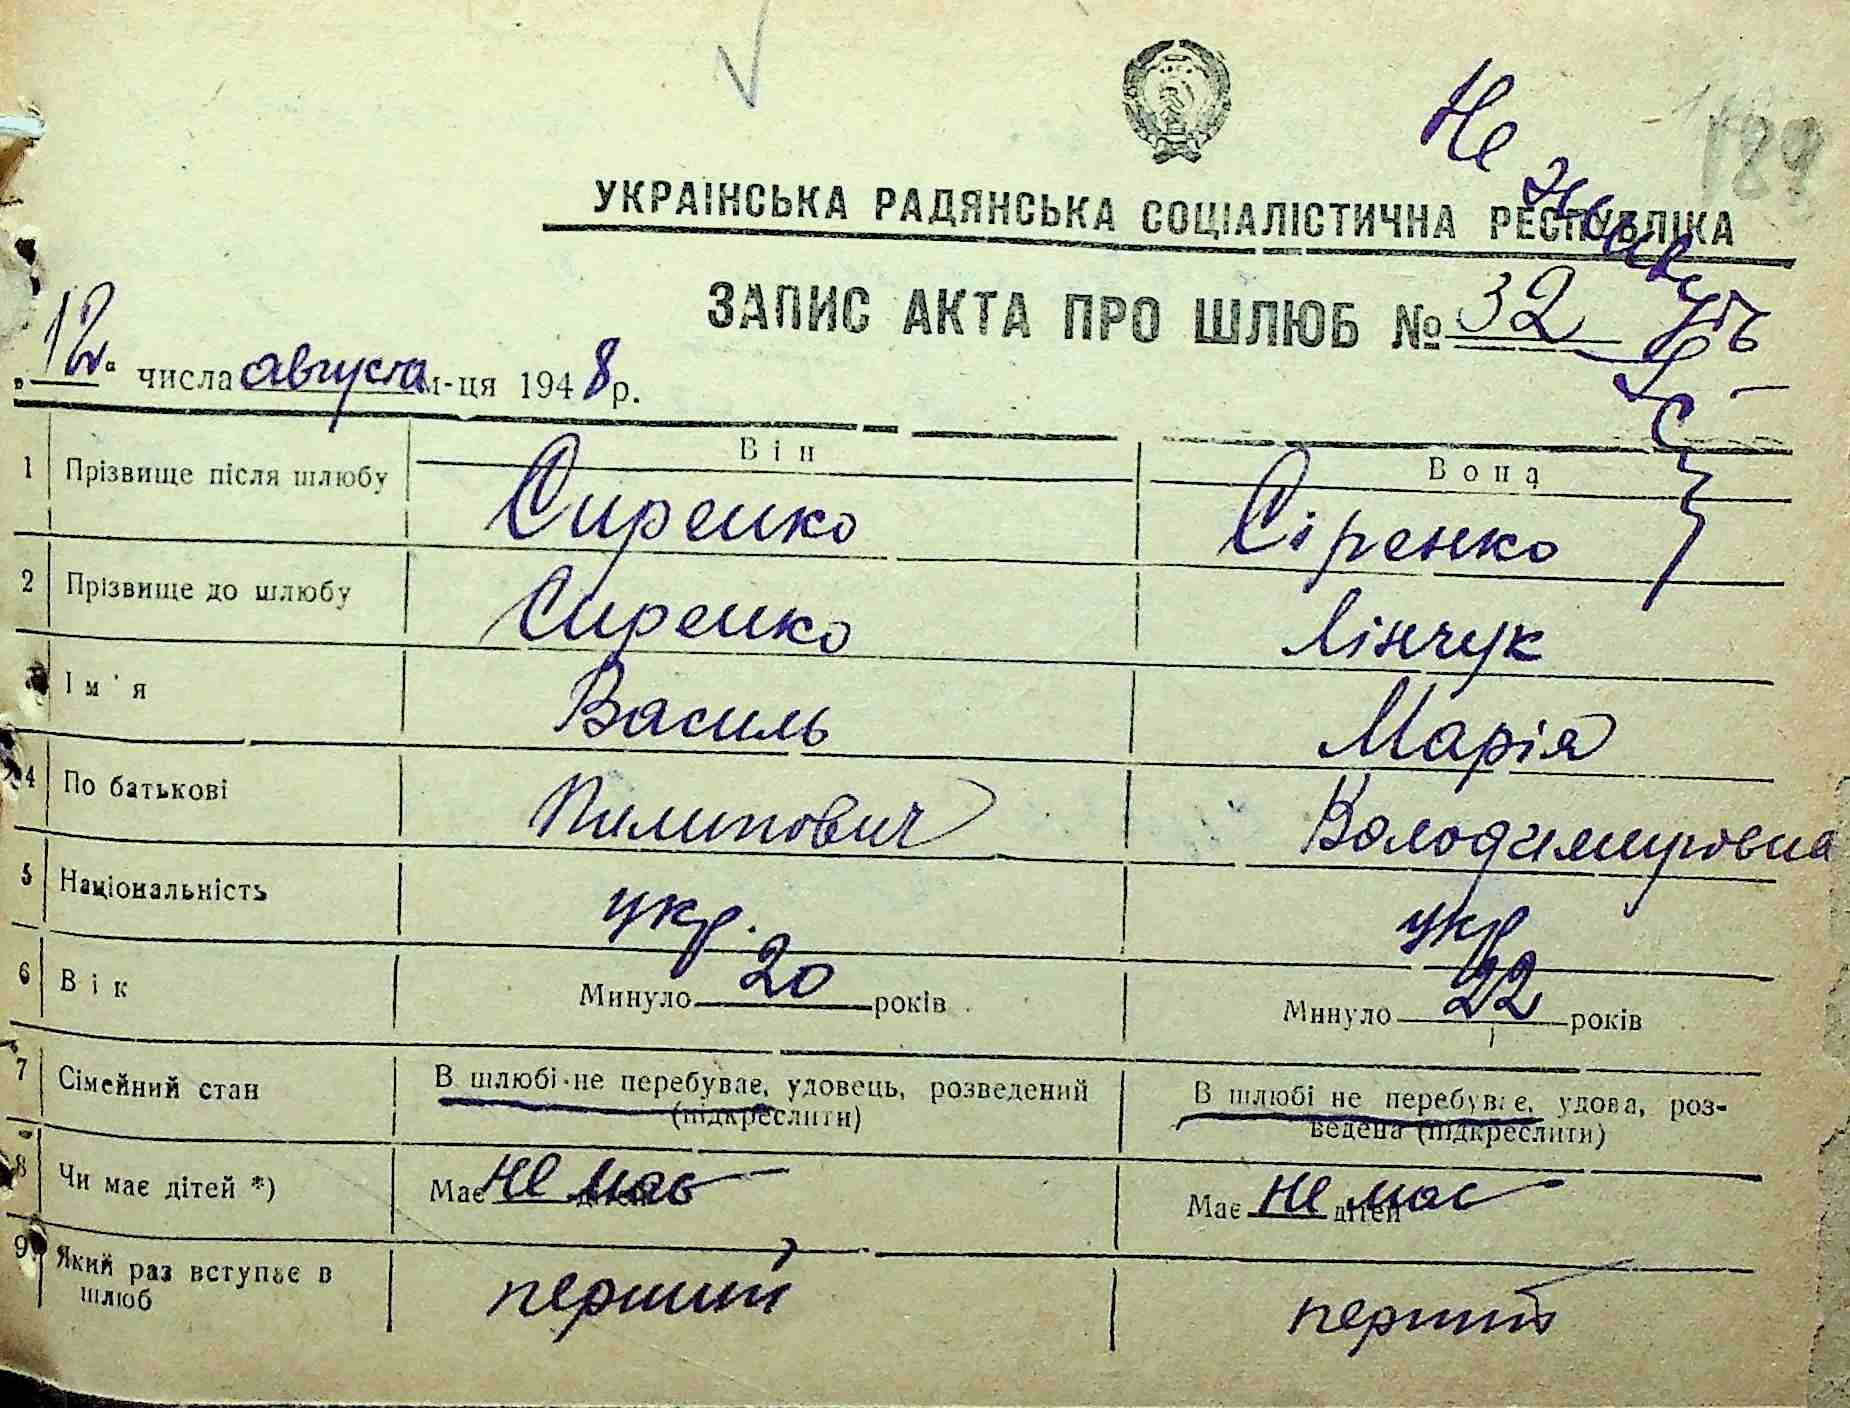 Не живуть
189
УКРАЇНСЬКА РАДЯНСЬКА СОЦІАЛІСТИЧНА РЕСПУБЛІКА
ЗАПИС АКТА ПРО ШЛЮБ № 32
„12“ числа августа м-ця 1948 р.
Він Вона
1 Прізвище після шлюбу Сиренко Сіренко
2 Прізвище до шлюбу Сиренко Лінчук
Ім'я Василь Марія
4 По батькові Пилипович Володимировна
5 Національність укр. укр
6 Вік Минуло 20 років Минуло 22 років
7 Сімейний стан В шлюбі не перебуває, удовець, розведений В шлюбі не перебуває, удова, роз-
(підкреслити) ведена (підкреслити)
8 Чи має дітей *) Має не має дітей Має не має дітей
9 Який раз вступає в перший перший
шлюб